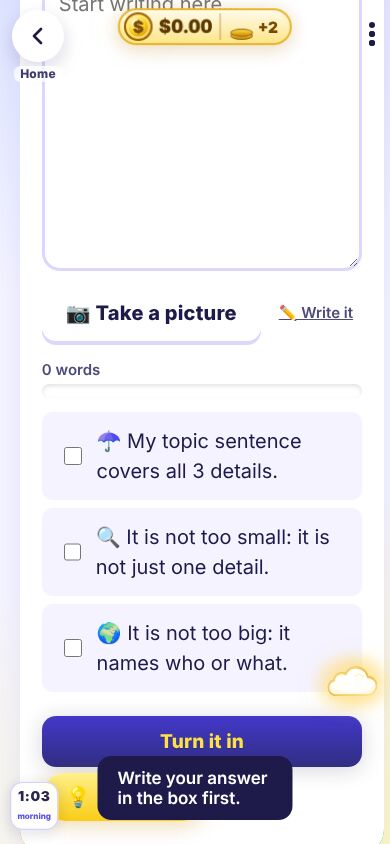 Start writing here...
$0.00 +2
Home
Take a picture
Write it
0 words
My topic sentence
covers all 3 details.
It is not too small: it is
not just one detail.
It is not too big: it
names who or what.
Turn it in
Write your answer
in the box first.
1:03
morning